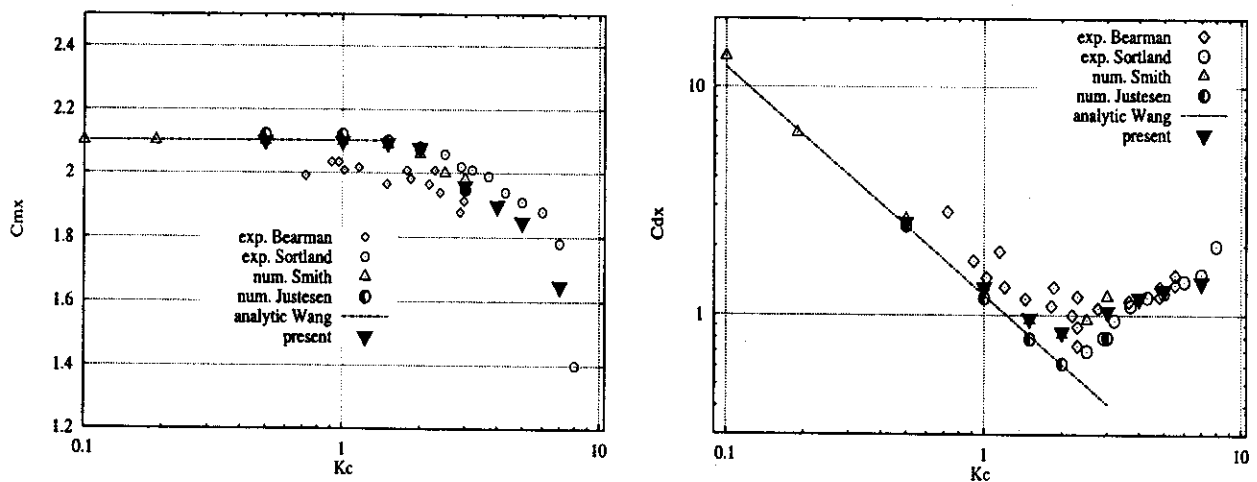 2.4
2.2
2
1.8
1.6
1.4
1.2
Cmx
exp. Bearman
exp. Sortland
num. Smith
num. Justesen
analytic Wang
present
0.1
1
10
Kc
10
1
Cdx
exp. Bearman
exp. Sortland
num. Smith
num. Justesen
analytic Wang
present
0.1
1
10
Kc